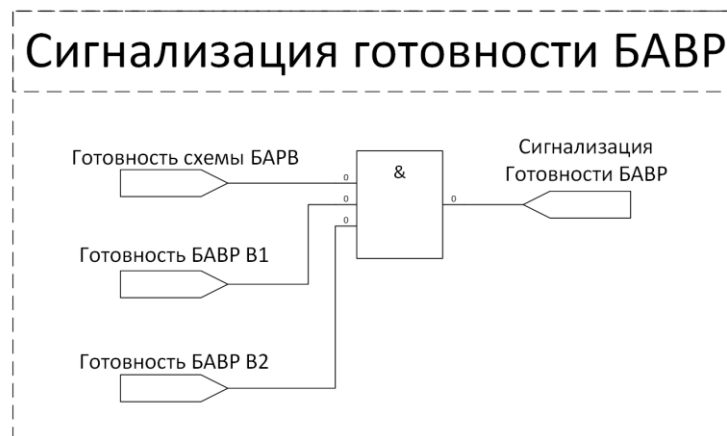 Сигнализация готовности БАВР
Готовность схемы БАРВ
0
&
Сигнализация
Готовности БАВР
0
0
0
Готовность БАВР В1
Готовность БАВР В2